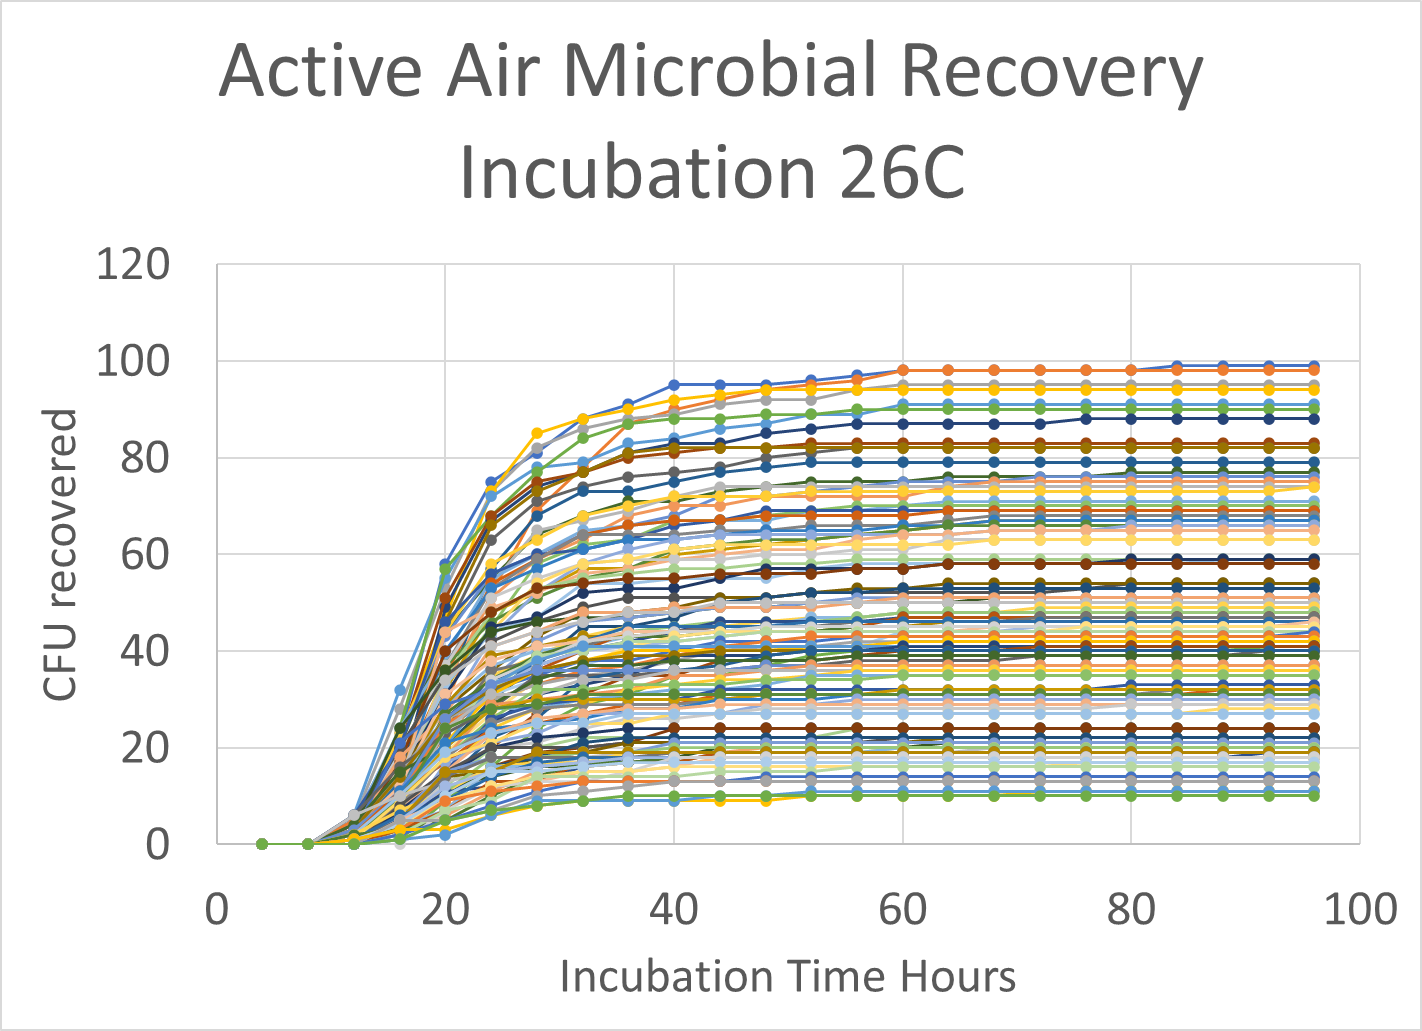 Active Air Microbial Recovery
Incubation 26C
120
100
80
60
40
20
0
CFU recovered
0 20 40 60 80 100
Incubation Time Hours